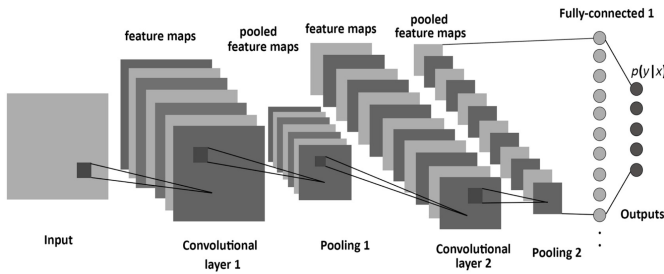 Fully-connected 1
feature maps
pooled
feature maps
feature maps
pooled
feature maps
p(y|x)
Input
Convolutional
layer 1
Pooling 1
Convolutional
layer 2
Pooling 2
Outputs